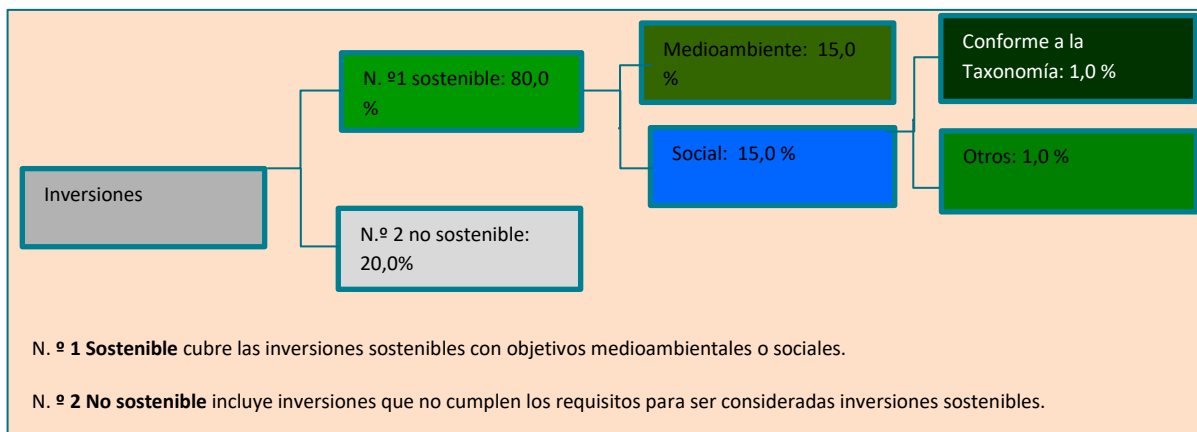 Inversiones
N. º1 sostenible: 80,0
%
N.º 2 no sostenible:
20,0%
Medioambiente: 15,0
%
Social: 15,0 %
Conforme a la
Taxonomía: 1,0 %
Otros: 1,0 %
N. º 1 Sostenible cubre las inversiones sostenibles con objetivos medioambientales o sociales.
N. º 2 No sostenible incluye inversiones que no cumplen los requisitos para ser consideradas inversiones sostenibles.